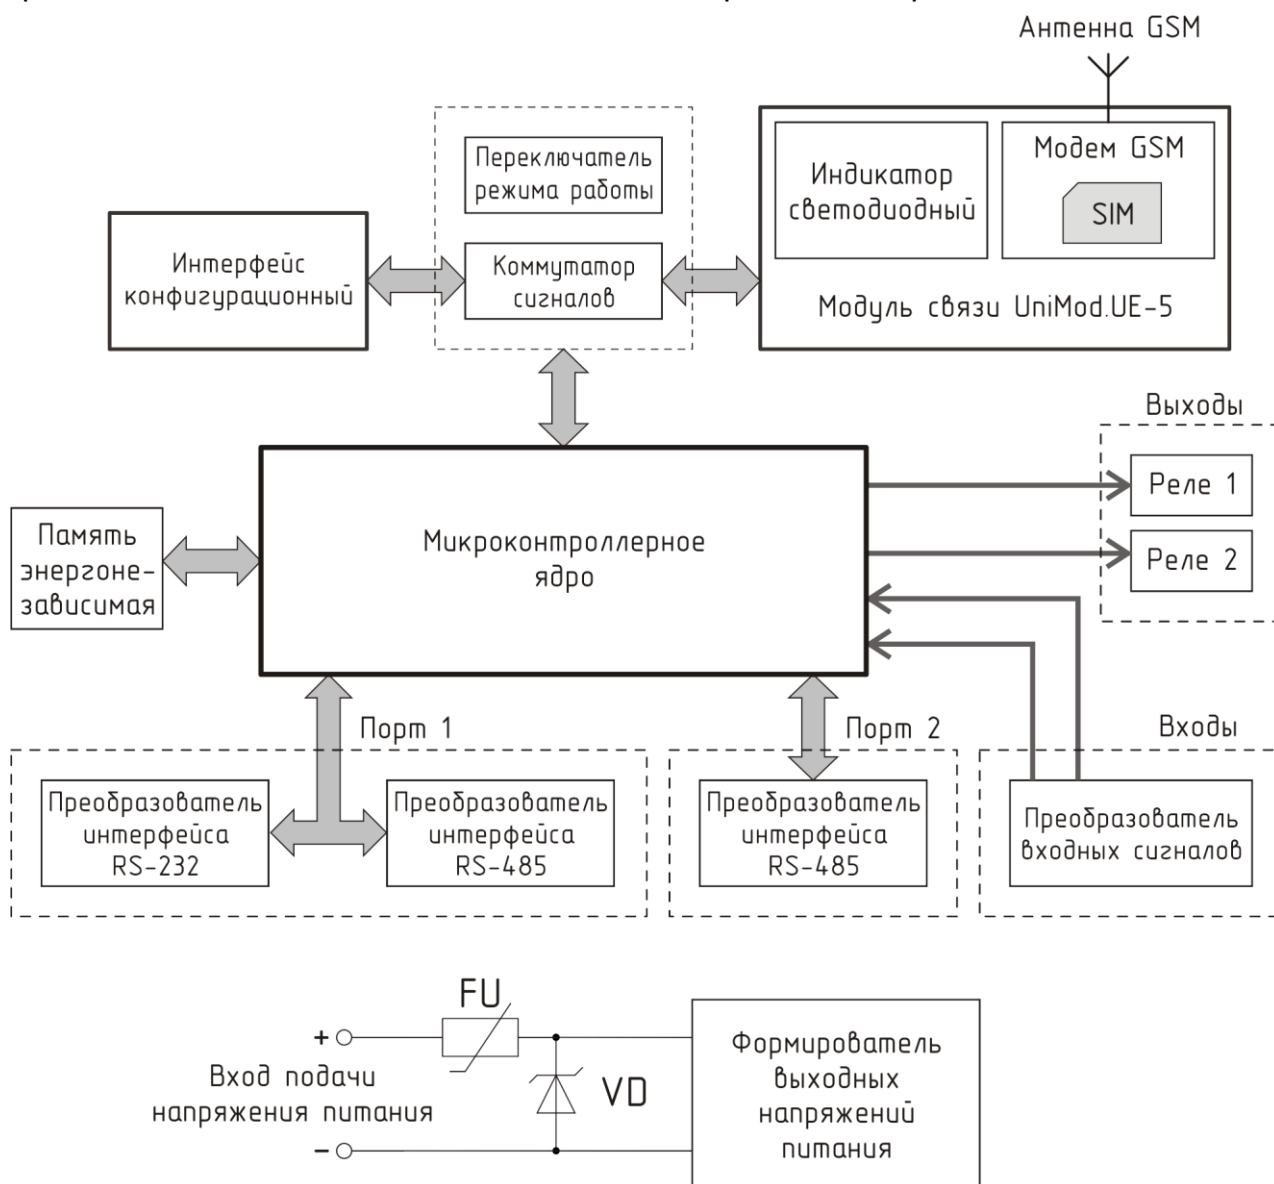 Антенна GSM
Переключатель
режима работы
Индикатор
светодиодный
Модем GSM
SIM
Интерфейс
конфигурационный
Коммутатор
сигналов
Модуль связи UniMod.UE-5
Выходы
Реле 1
Реле 2
Память
энергоне-
зависимая
Микроконтроллерное
ядро
Порт 1
Порт 2
Входы
Преобразователь
интерфейса
RS-232
Преобразователь
интерфейса
RS-485
Преобразователь
интерфейса
RS-485
Преобразователь
входных сигналов
FU
+
Вход подачи
напряжения питания
-
VD
Формирователь
выходных
напряжений
питания